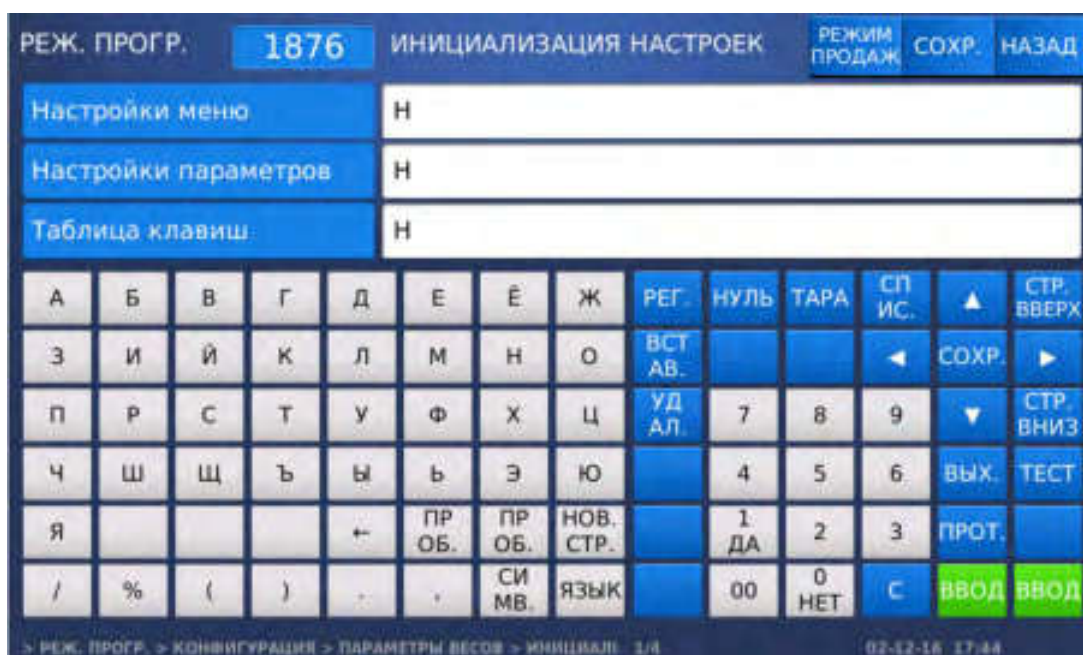 РЕЖ. ПРОГР. 1876 ИНИЦИАЛИЗАЦИЯ НАСТРОЕК РЕЖИМ ПРОДАЖ СОХР. НАЗАД
Настройки меню Н
Настройки параметров Н
Таблица клавиш Н
А Б В Г Д Е Ё Ж РЕГ. НУЛЬ ТАРА СП ИС. ▲ СТР. ВВЕРХ
З И Й К Л М Н О ВСТ АВ. ◄ СОХР. ►
П Р С Т У Ф Х Ц УД АЛ. 7 8 9 ▼ СТР. ВНИЗ
Ч Ш Щ Ъ Ы Ь Э Ю 4 5 6 ВЫХ. ТЕСТ
Я ← ПР ОБ. ПР ОБ. НОВ. СТР. 1 ДА 2 3 ПРОТ.
/ % ( ) . , СИ МВ. ЯЗЫК 00 0 НЕТ С ВВОД ВВОД
> РЕЖ. ПРОГР. > КОНФИГУРАЦИЯ > ПАРАМЕТРЫ ВЕСОВ > ИНИЦИАЛИ 1/4 02-12-16 17:44